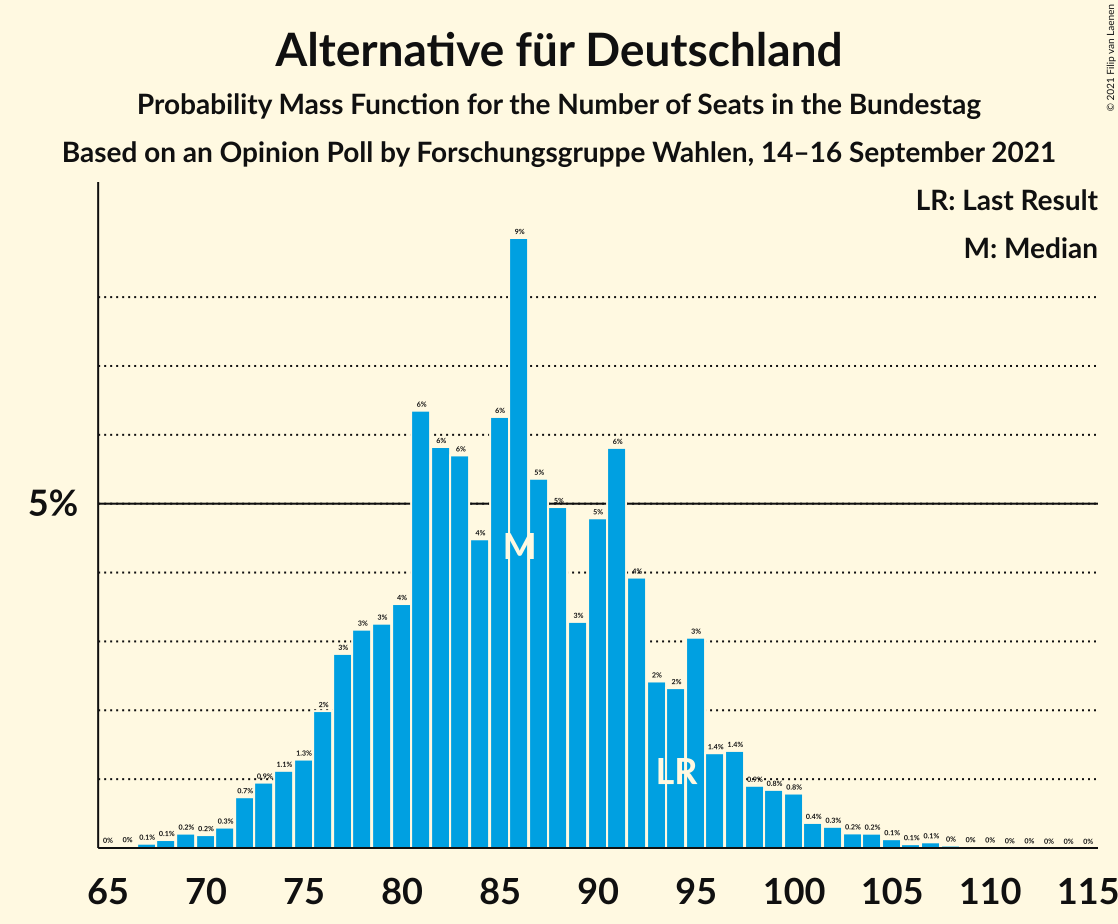 Alternative für Deutschland
Probability Mass Function for the Number of Seats in the Bundestag
Based on an Opinion Poll by Forschungsgruppe Wahlen, 14–16 September 2021
© 2021 Filip van Laenen
LR: Last Result
M: Median
5%
0% 0% 0.1% 0.1% 0.2% 0.2% 0.3% 0.7% 0.9% 1.1% 1.3% 2% 3% 3% 3% 4% 6% 6% 6% 4% 6% 9% 5% 5% 3% 5% 6% 4% 2% 2% 3% 1.4% 1.4% 0.9% 0.8% 0.8% 0.4% 0.3% 0.2% 0.2% 0.1% 0.1% 0.1% 0% 0% 0% 0% 0% 0% 0% 0%
M
LR
65 70 75 80 85 90 95 100 105 110 115